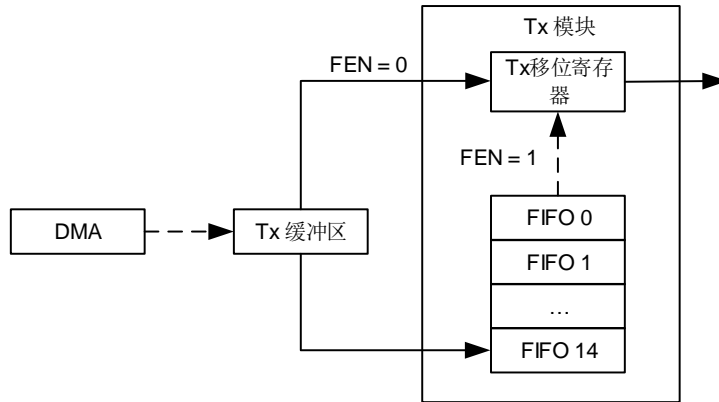 Tx 模块
FEN = 0
Tx移位寄存
器
FEN = 1
DMA
Tx 缓冲区
FIFO 0
FIFO 1
…
FIFO 14